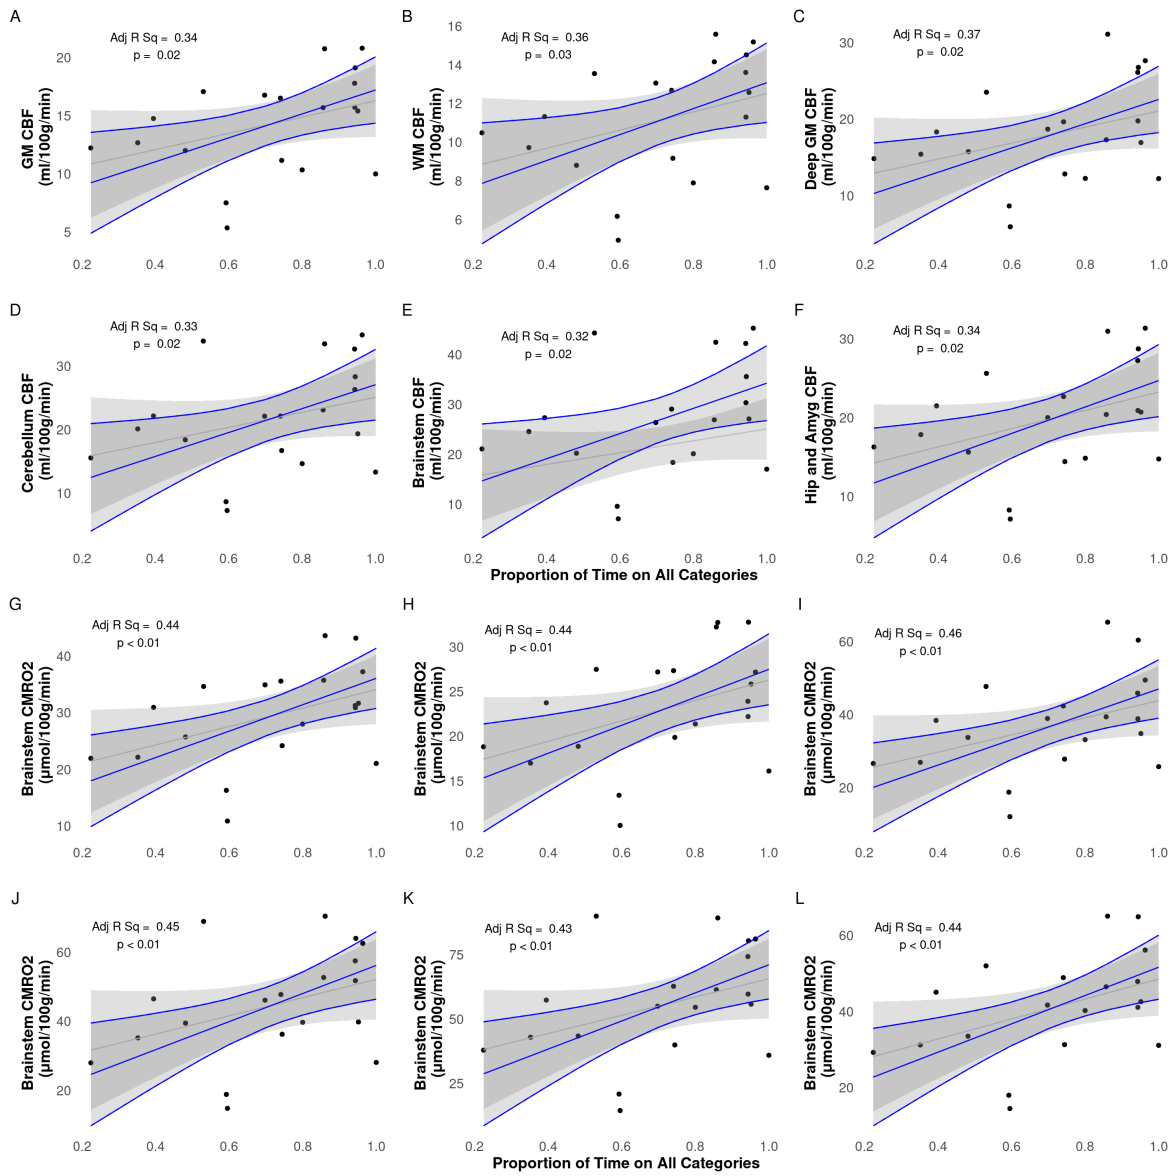 A
Adj R Sq = 0.34
p = 0.02
GM CBF
(ml/100g/min)
20
15
10
5
0.2 0.4 0.6 0.8 1.0
B
Adj R Sq = 0.36
p = 0.03
WM CBF
(ml/100g/min)
16
14
12
10
8
6
0.2 0.4 0.6 0.8 1.0
C
Adj R Sq = 0.37
p = 0.02
Deep GM CBF
(ml/100g/min)
30
20
10
0.2 0.4 0.6 0.8 1.0
D
Adj R Sq = 0.33
p = 0.02
Cerebellum CBF
(ml/100g/min)
30
20
10
0.2 0.4 0.6 0.8 1.0
E
Adj R Sq = 0.32
p = 0.02
Brainstem CBF
(ml/100g/min)
40
30
20
10
0.2 0.4 0.6 0.8 1.0
Proportion of Time on All Categories
F
Adj R Sq = 0.34
p = 0.02
Hip and Amyg CBF
(ml/100g/min)
30
20
10
0.2 0.4 0.6 0.8 1.0
G
Adj R Sq = 0.44
p < 0.01
Brainstem CMRO2
(µmol/100g/min)
40
30
20
10
0.2 0.4 0.6 0.8 1.0
H
Adj R Sq = 0.44
p < 0.01
Brainstem CMRO2
(µmol/100g/min)
30
25
20
15
10
0.2 0.4 0.6 0.8 1.0
I
Adj R Sq = 0.46
p < 0.01
Brainstem CMRO2
(µmol/100g/min)
60
40
20
0.2 0.4 0.6 0.8 1.0
J
Adj R Sq = 0.45
p < 0.01
Brainstem CMRO2
(µmol/100g/min)
60
40
20
0.2 0.4 0.6 0.8 1.0
K
Adj R Sq = 0.43
p < 0.01
Brainstem CMRO2
(µmol/100g/min)
75
50
25
0.2 0.4 0.6 0.8 1.0
Proportion of Time on All Categories
L
Adj R Sq = 0.44
p < 0.01
Brainstem CMRO2
(µmol/100g/min)
60
40
20
0.2 0.4 0.6 0.8 1.0